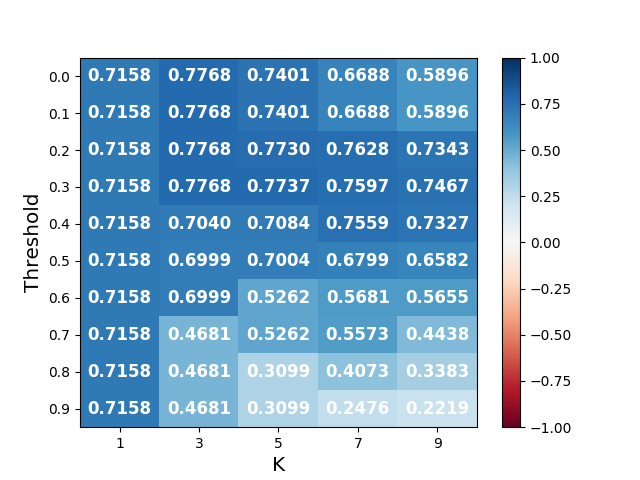 0.0 0.7158 0.7768 0.7401 0.6688 0.5896 1.00
0.1 0.7158 0.7768 0.7401 0.6688 0.5896 0.75
0.2 0.7158 0.7768 0.7730 0.7628 0.7343 0.50
0.3 0.7158 0.7768 0.7737 0.7597 0.7467 0.25
0.4 0.7158 0.7040 0.7084 0.7559 0.7327 0.00
0.5 0.7158 0.6999 0.7004 0.6799 0.6582 −0.25
0.6 0.7158 0.6999 0.5262 0.5681 0.5655 −0.50
0.7 0.7158 0.4681 0.5262 0.5573 0.4438 −0.75
0.8 0.7158 0.4681 0.3099 0.4073 0.3383 −1.00
0.9 0.7158 0.4681 0.3099 0.2476 0.2219
1 3 5 7 9
K
Threshold